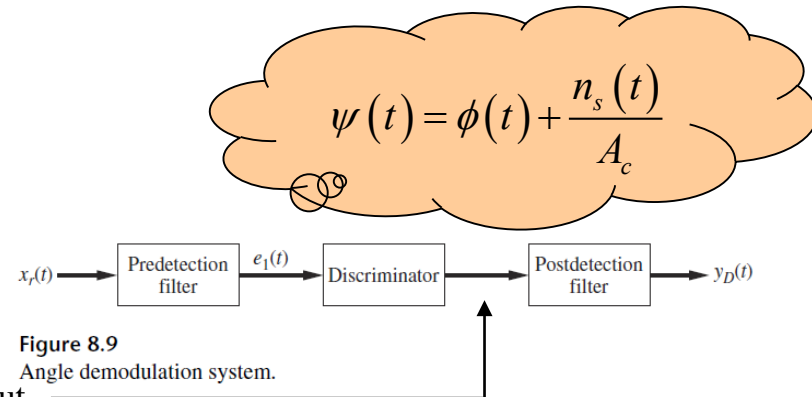 ψ(t) = ϕ(t) + n_s(t) / A_c
x_r(t) Predetection filter e_1(t) Discriminator Postdetection filter y_D(t)
Figure 8.9
Angle demodulation system.